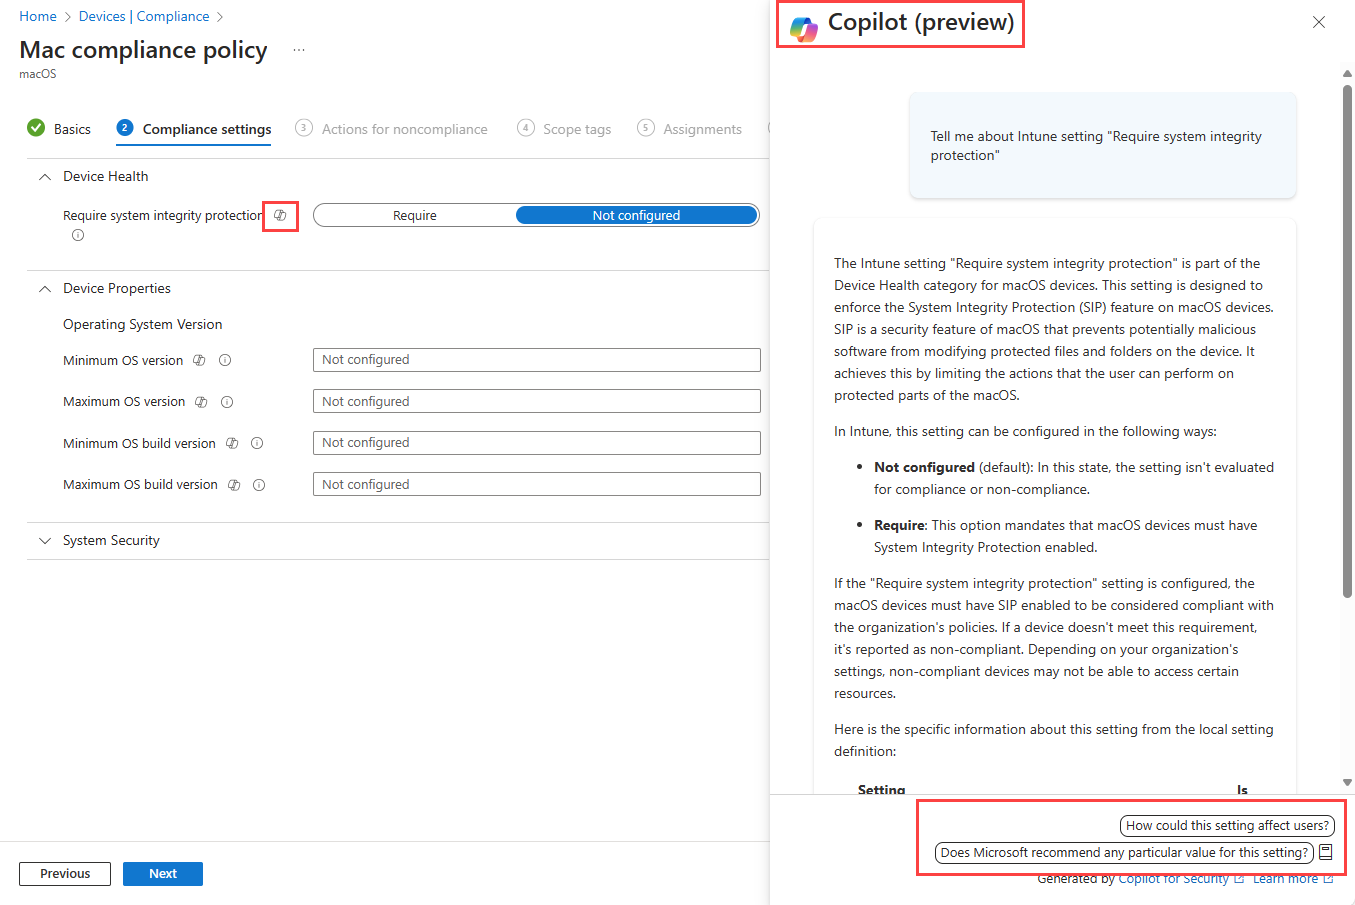 Home > Devices | Compliance >
Mac compliance policy ...
macOS
Basics
2 Compliance settings
3 Actions for noncompliance
4 Scope tags
5 Assignments
Device Health
Require system integrity protection
Require
Not configured
Device Properties
Operating System Version
Minimum OS version
Not configured
Maximum OS version
Not configured
Minimum OS build version
Not configured
Maximum OS build version
Not configured
System Security
Previous
Next
Copilot (preview)
Tell me about Intune setting "Require system integrity
protection"
The Intune setting "Require system integrity protection" is part of the
Device Health category for macOS devices. This setting is designed to
enforce the System Integrity Protection (SIP) feature on macOS devices.
SIP is a security feature of macOS that prevents potentially malicious
software from modifying protected files and folders on the device. It
achieves this by limiting the actions that the user can perform on
protected parts of the macOS.
In Intune, this setting can be configured in the following ways:
• Not configured (default): In this state, the setting isn't evaluated
for compliance or non-compliance.
• Require: This option mandates that macOS devices must have
System Integrity Protection enabled.
If the "Require system integrity protection" setting is configured, the
macOS devices must have SIP enabled to be considered compliant with
the organization's policies. If a device doesn't meet this requirement,
it's reported as non-compliant. Depending on your organization's
settings, non-compliant devices may not be able to access certain
resources.
Here is the specific information about this setting from the local setting
definition:
Setting Is
How could this setting affect users?
Does Microsoft recommend any particular value for this setting?
Generated by Copilot for Security Learn more